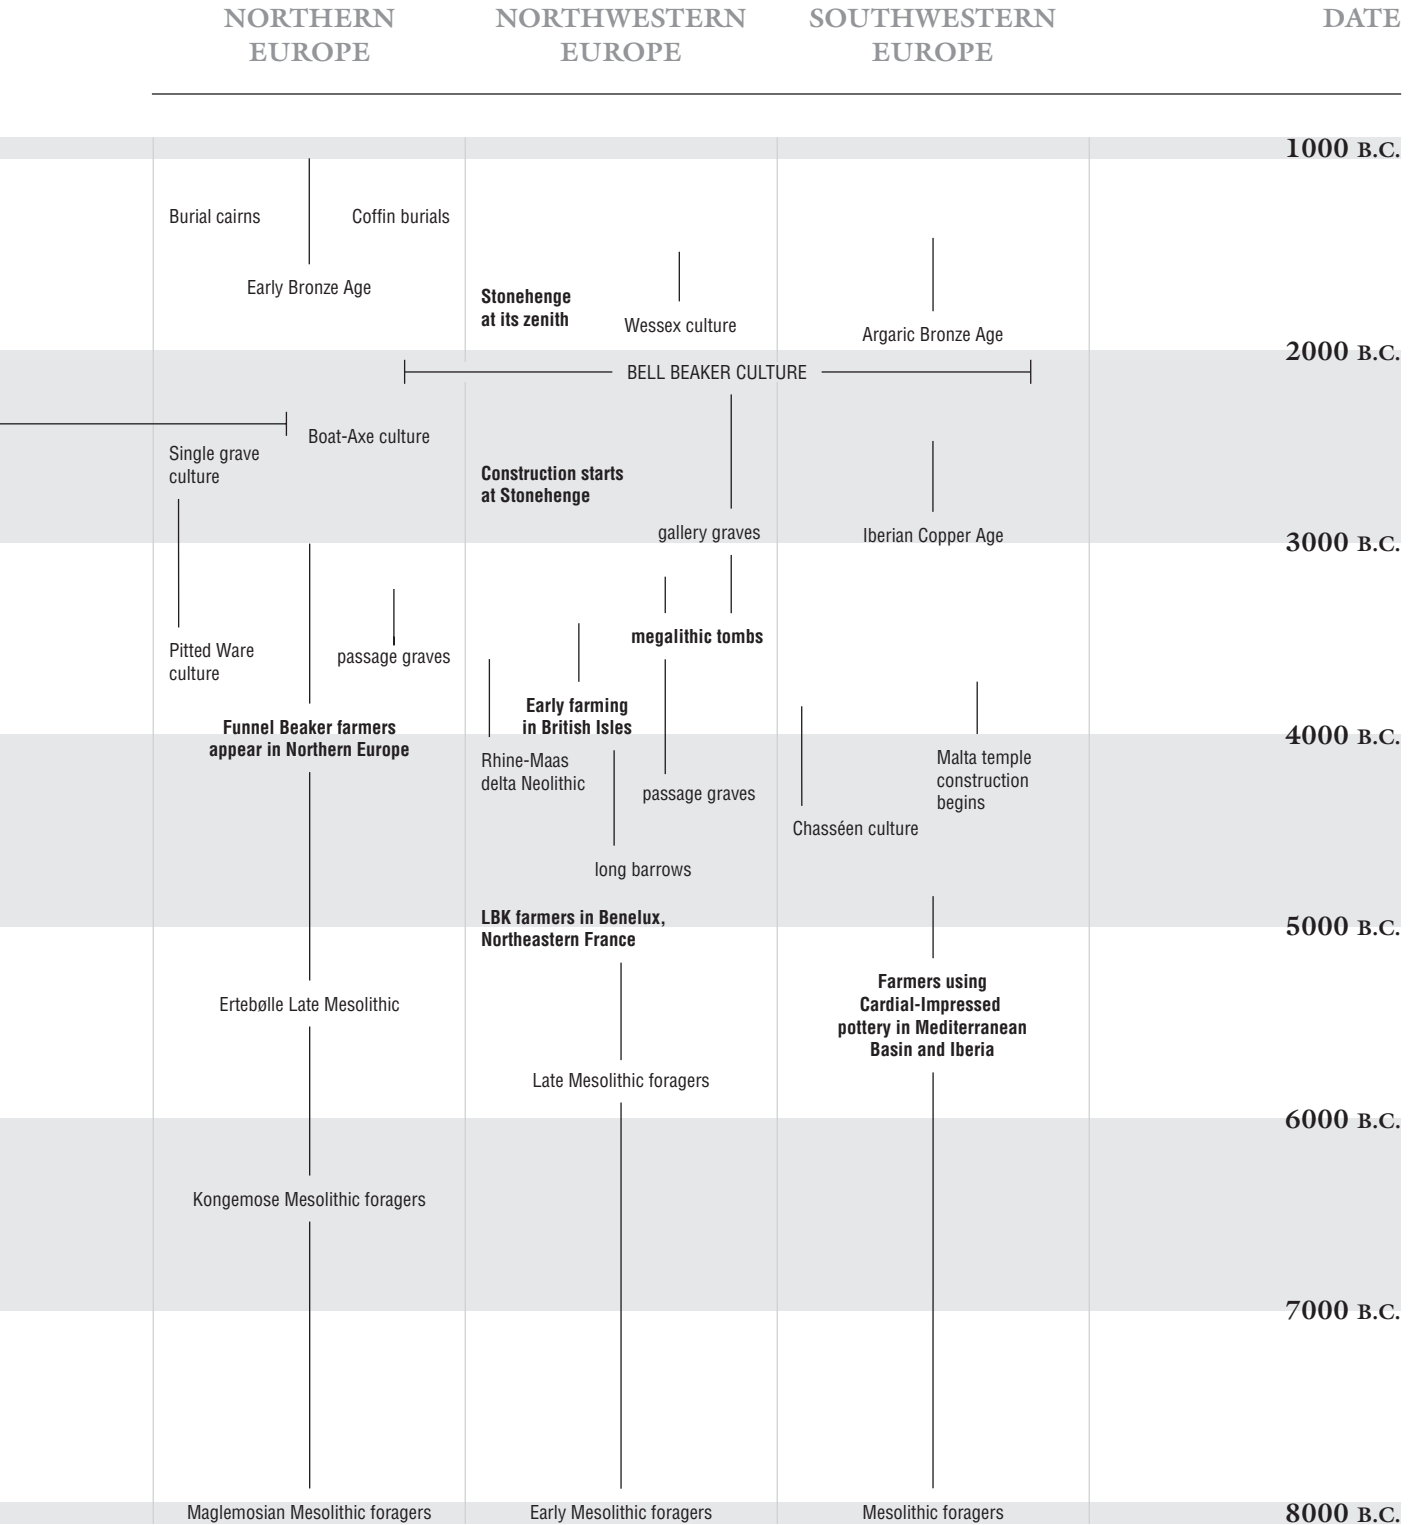 NORTHERN
EUROPE
NORTHWESTERN
EUROPE
SOUTHWESTERN
EUROPE
DATE
1000 B.C.
Burial cairns
Coffin burials
Early Bronze Age
Stonehenge
at its zenith
Wessex culture
Argaric Bronze Age
2000 B.C.
BELL BEAKER CULTURE
Boat-Axe culture
Single grave
culture
Construction starts
at Stonehenge
gallery graves
Iberian Copper Age
3000 B.C.
megalithic tombs
Pitted Ware
culture
passage graves
Early farming
in British Isles
Funnel Beaker farmers
appear in Northern Europe
4000 B.C.
Rhine-Maas
delta Neolithic
passage graves
Malta temple
construction
begins
Chasséen culture
long barrows
LBK farmers in Benelux,
Northeastern France
5000 B.C.
Farmers using
Cardial-Impressed
pottery in Mediterranean
Basin and Iberia
Ertebølle Late Mesolithic
Late Mesolithic foragers
6000 B.C.
Kongemose Mesolithic foragers
7000 B.C.
Maglemosian Mesolithic foragers
Early Mesolithic foragers
Mesolithic foragers
8000 B.C.